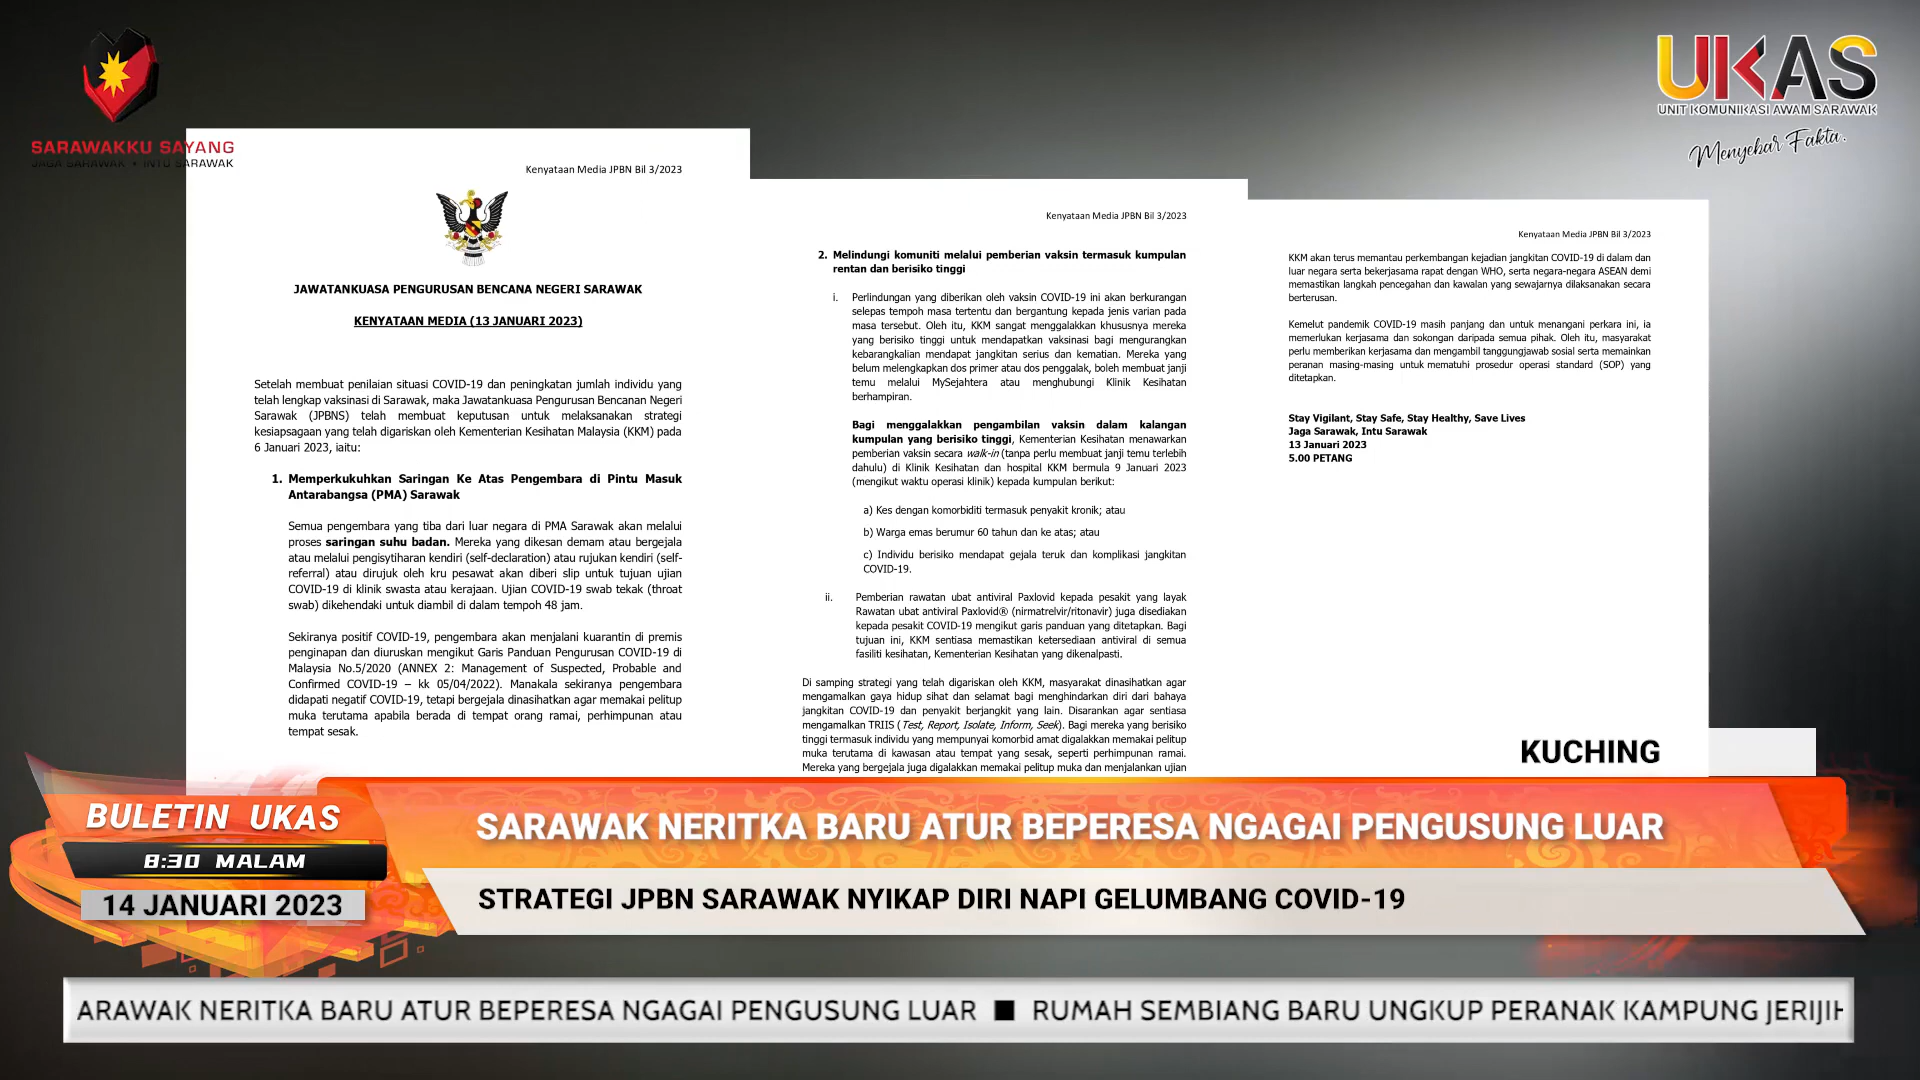 SARAWAKKU SAYANG
JAGA SARAWAK • INTU SARAWAK
UKAS
UNIT KOMUNIKASI AWAM SARAWAK
Menyebar Fakta.
Kenyataan Media JPBN Bil 3/2023
JAWATANKUASA PENGURUSAN BENCANA NEGERI SARAWAK
KENYATAAN MEDIA (13 JANUARI 2023)
Setelah membuat penilaian situasi COVID-19 dan peningkatan jumlah individu yang
telah lengkap vaksinasi di Sarawak, maka Jawatankuasa Pengurusan Bencanan Negeri
Sarawak (JPBNS) telah membuat keputusan untuk melaksanakan strategi
kesiapsagaan yang telah digariskan oleh Kementerian Kesihatan Malaysia (KKM) pada
6 Januari 2023, iaitu:
1. Memperkukuhkan Saringan Ke Atas Pengembara di Pintu Masuk
Antarabangsa (PMA) Sarawak
Semua pengembara yang tiba dari luar negara di PMA Sarawak akan melalui
proses saringan suhu badan. Mereka yang dikesan demam atau bergejala
atau melalui pengisytiharan kendiri (self-declaration) atau rujukan kendiri (self-
referral) atau dirujuk oleh kru pesawat akan diberi slip untuk tujuan ujian
COVID-19 di klinik swasta atau kerajaan. Ujian COVID-19 swab tekak (throat
swab) dikehendaki untuk diambil di dalam tempoh 48 jam.
Sekiranya positif COVID-19, pengembara akan menjalani kuarantin di premis
penginapan dan diuruskan mengikut Garis Panduan Pengurusan COVID-19 di
Malaysia No.5/2020 (ANNEX 2: Management of Suspected, Probable and
Confirmed COVID-19 – kk 05/04/2022). Manakala sekiranya pengembara
didapati negatif COVID-19, tetapi bergejala dinasihatkan agar memakai pelitup
muka terutama apabila berada di tempat orang ramai, perhimpunan atau
tempat sesak.
Kenyataan Media JPBN Bil 3/2023
2. Melindungi komuniti melalui pemberian vaksin termasuk kumpulan
rentan dan berisiko tinggi
i. Perlindungan yang diberikan oleh vaksin COVID-19 ini akan berkurangan
selepas tempoh masa tertentu dan bergantung kepada jenis varian pada
masa tersebut. Oleh itu, KKM sangat menggalakkan khususnya mereka
yang berisiko tinggi untuk mendapatkan vaksinasi bagi mengurangkan
kebarangkalian mendapat jangkitan serius dan kematian. Mereka yang
belum melengkapkan dos primer atau dos penggalak, boleh membuat janji
temu melalui MySejahtera atau menghubungi Klinik Kesihatan
berhampiran.
Bagi menggalakkan pengambilan vaksin dalam kalangan
kumpulan yang berisiko tinggi, Kementerian Kesihatan menawarkan
pemberian vaksin secara walk-in (tanpa perlu membuat janji temu terlebih
dahulu) di Klinik Kesihatan dan hospital KKM bermula 9 Januari 2023
(mengikut waktu operasi klinik) kepada kumpulan berikut:
a) Kes dengan komorbiditi termasuk penyakit kronik; atau
b) Warga emas berumur 60 tahun dan ke atas; atau
c) Individu berisiko mendapat gejala teruk dan komplikasi jangkitan
COVID-19.
ii. Pemberian rawatan ubat antiviral Paxlovid kepada pesakit yang layak
Rawatan ubat antiviral Paxlovid® (nirmatrelvir/ritonavir) juga disediakan
kepada pesakit COVID-19 mengikut garis panduan yang ditetapkan. Bagi
tujuan ini, KKM sentiasa memastikan ketersediaan antiviral di semua
fasiliti kesihatan, Kementerian Kesihatan yang dikenalpasti.
Di samping strategi yang telah digariskan oleh KKM, masyarakat dinasihatkan agar
mengamalkan gaya hidup sihat dan selamat bagi menghindarkan diri dari bahaya
jangkitan COVID-19 dan penyakit berjangkit yang lain. Disarankan agar sentiasa
mengamalkan TRIIS (Test, Report, Isolate, Inform, Seek). Bagi mereka yang berisiko
tinggi termasuk individu yang mempunyai komorbid amat digalakkan memakai pelitup
muka terutama di kawasan atau tempat yang sesak, seperti perhimpunan ramai.
Mereka yang bergejala juga digalakkan memakai pelitup muka dan menjalankan ujian
Kenyataan Media JPBN Bil 3/2023
KKM akan terus memantau perkembangan kejadian jangkitan COVID-19 di dalam dan
luar negara serta bekerjasama rapat dengan WHO, serta negara-negara ASEAN demi
memastikan langkah pencegahan dan kawalan yang sewajarnya dilaksanakan secara
berterusan.
Kemelut pandemik COVID-19 masih panjang dan untuk menangani perkara ini, ia
memerlukan kerjasama dan sokongan daripada semua pihak. Oleh itu, masyarakat
perlu memberikan kerjasama dan mengambil tanggungjawab sosial serta memainkan
peranan masing-masing untuk mematuhi prosedur operasi standard (SOP) yang
ditetapkan.
Stay Vigilant, Stay Safe, Stay Healthy, Save Lives
Jaga Sarawak, Intu Sarawak
13 Januari 2023
5.00 PETANG
KUCHING
BULETIN UKAS
8:30 MALAM
14 JANUARI 2023
SARAWAK NERITKA BARU ATUR BEPERESA NGAGAI PENGUSUNG LUAR
STRATEGI JPBN SARAWAK NYIKAP DIRI NAPI GELUMBANG COVID-19
ARAWAK NERITKA BARU ATUR BEPERESA NGAGAI PENGUSUNG LUAR ■ RUMAH SEMBIANG BARU UNGKUP PERANAK KAMPUNG JERIJIH